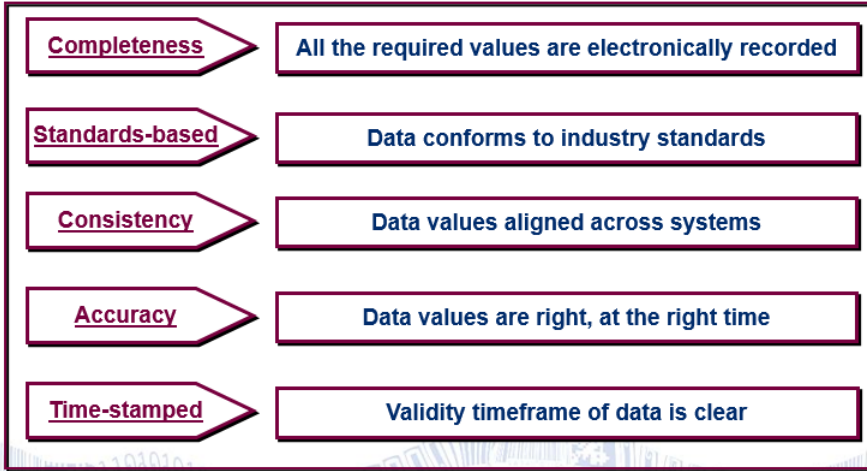 Completeness
All the required values are electronically recorded
Standards-based
Data conforms to industry standards
Consistency
Data values aligned across systems
Accuracy
Data values are right, at the right time
Time-stamped
Validity timeframe of data is clear